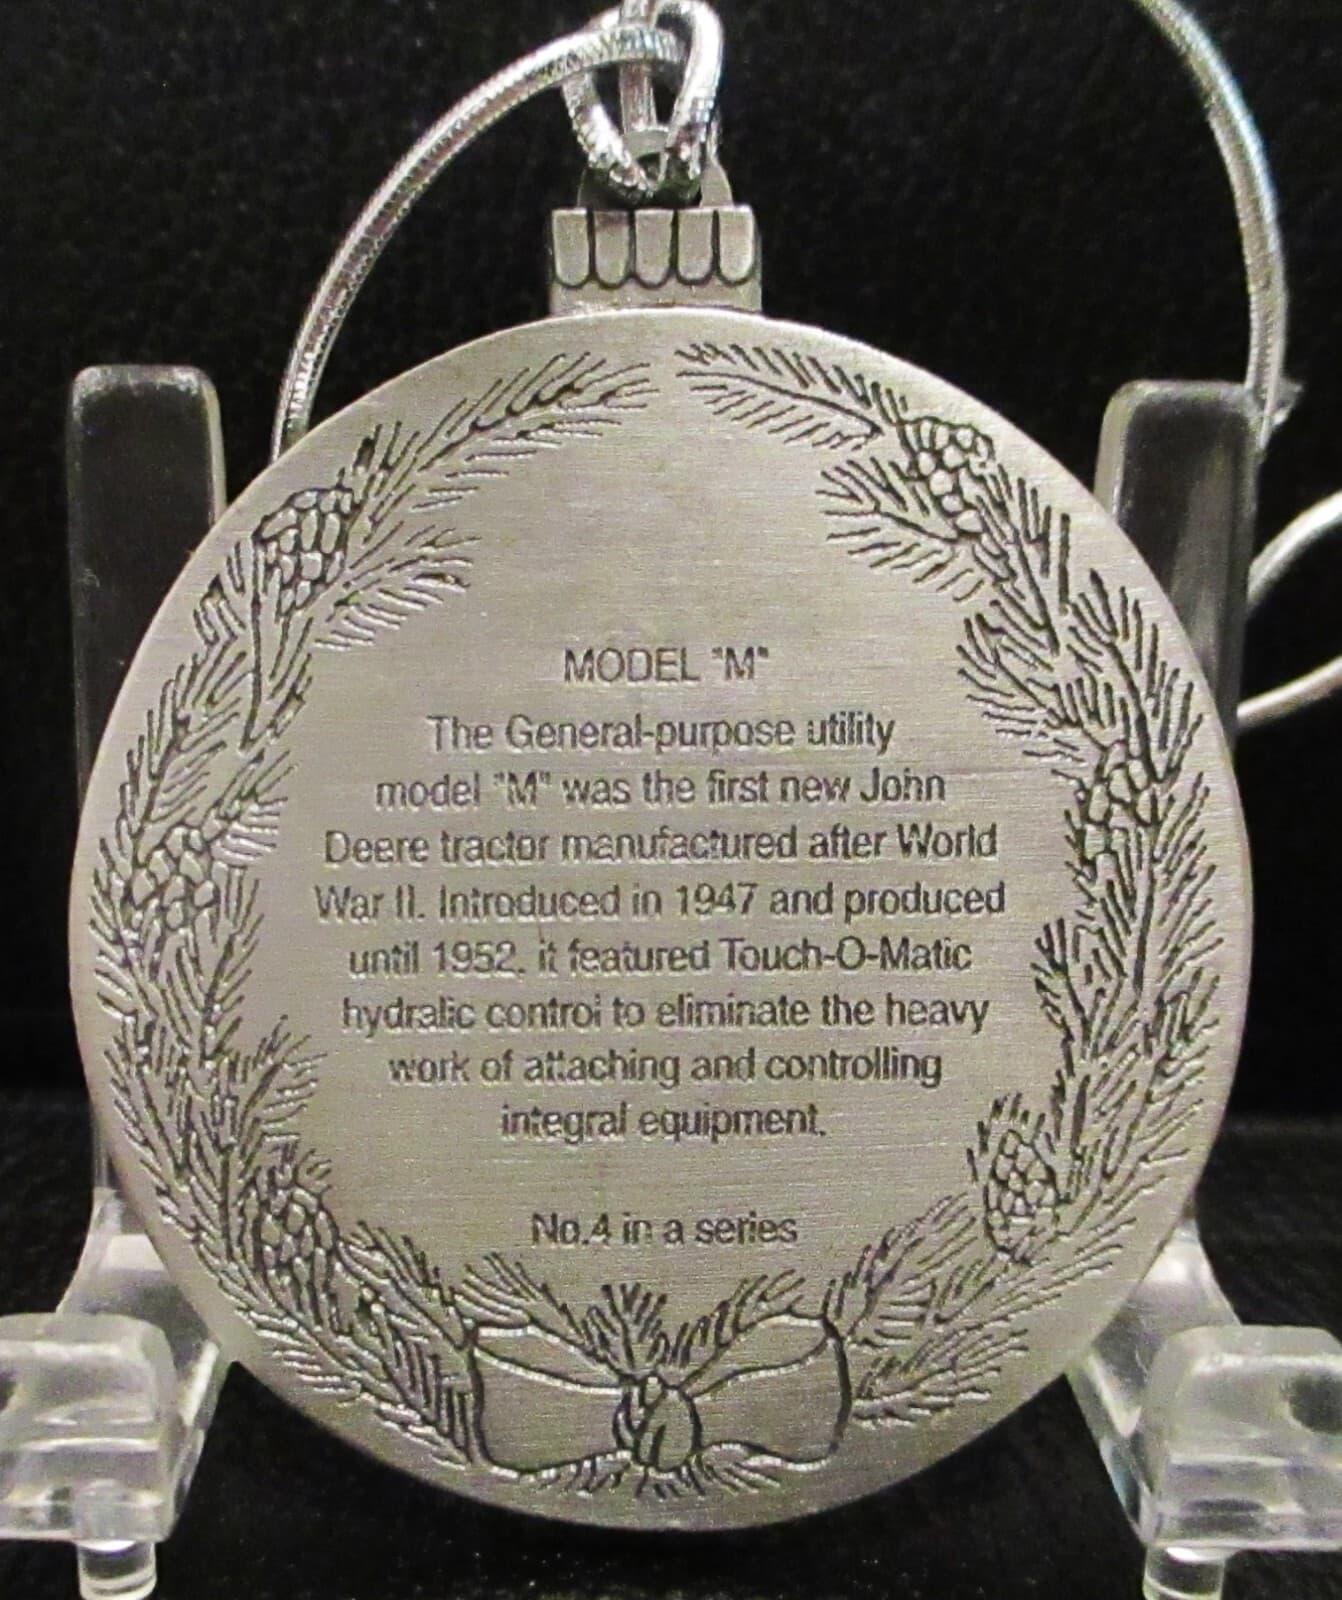 MODEL "M"
The General-purpose utility
model "M" was the first new John
Deere tractor manufactured after World
War II. Introduced in 1947 and produced
until 1952, it featured Touch-O-Matic
hydralic control to eliminate the heavy
work of attaching and controlling
integral equipment.
No.4 in a series